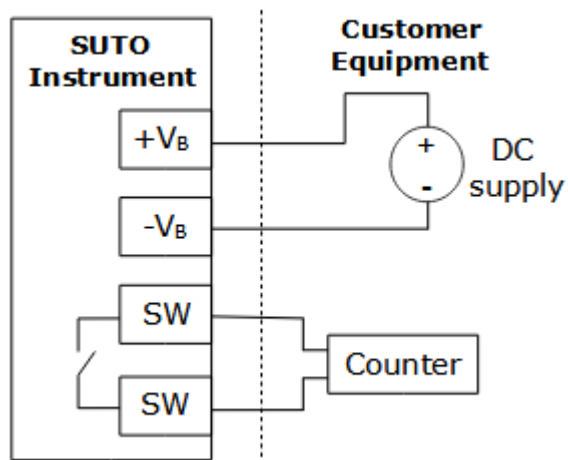 SUTO
Instrument
Customer
Equipment
+VB
+
-
DC
supply
-VB
SW
Counter
SW